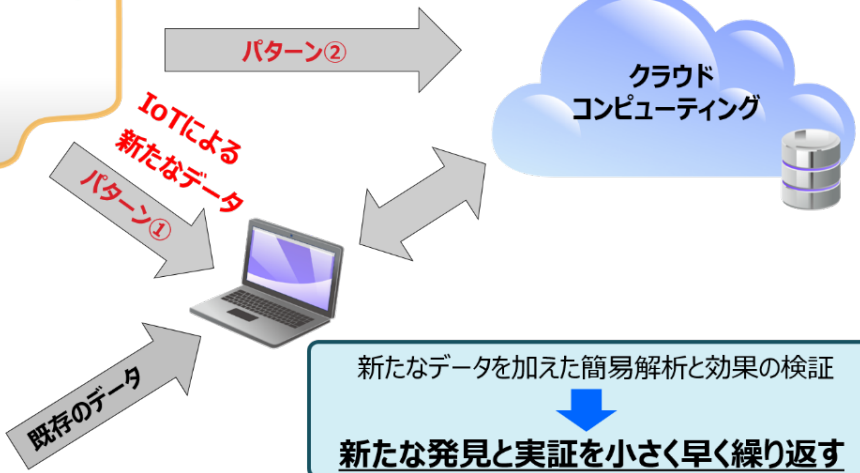 パターン②
クラウド
コンピューティング
IoTによる
新たなデータ
パターン①
既存のデータ
新たなデータを加えた簡易解析と効果の検証
新たな発見と実証を小さく早く繰り返す